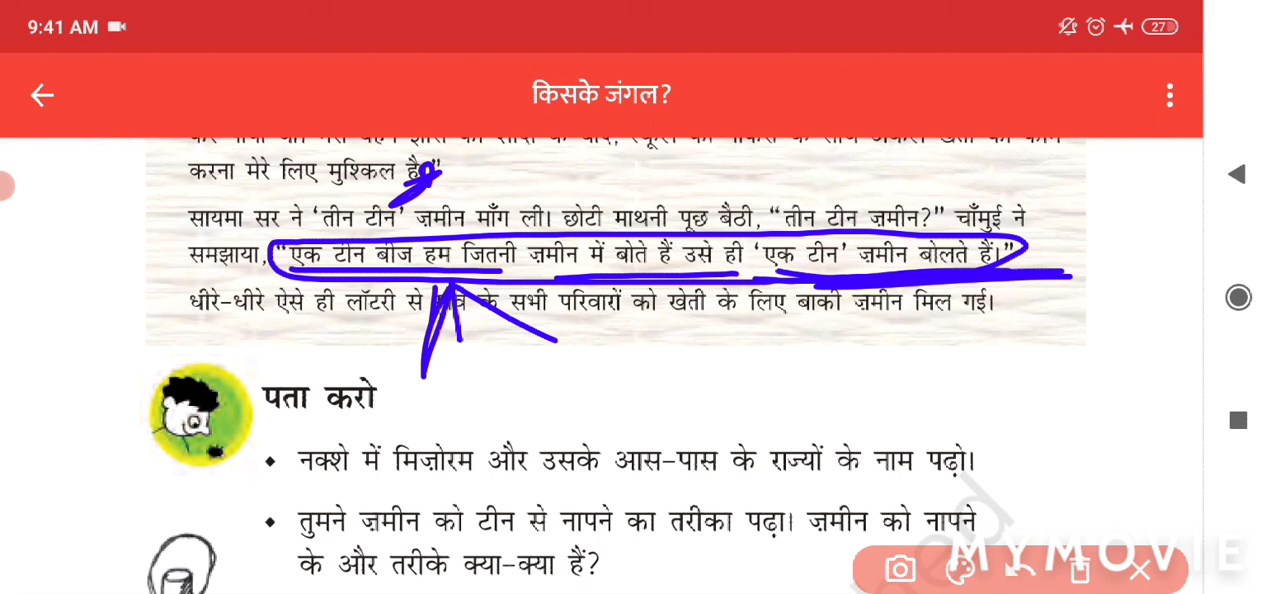 9:41 AM
27
किसके जंगल?
करना मेरे लिए मुश्किल है।”
सायमा सर ने ‘तीन टीन’ ज़मीन माँग ली। छोटी माथनी पूछ बैठी, “तीन टीन ज़मीन?” चाँमुई ने
समझाया, “एक टीन बीज हम जितनी ज़मीन में बोते हैं उसे ही ‘एक टीन’ ज़मीन बोलते हैं।”
धीरे-धीरे ऐसे ही लॉटरी से के सभी परिवारों को खेती के लिए बाकी ज़मीन मिल गई।
पता करो
• नक्शे में मिज़ोरम और उसके आस-पास के राज्यों के नाम पढ़ो।
• तुमने ज़मीन को टीन से नापने का तरीका पढ़ा। ज़मीन को नापने
के और तरीके क्या-क्या हैं?
MYMOVIE